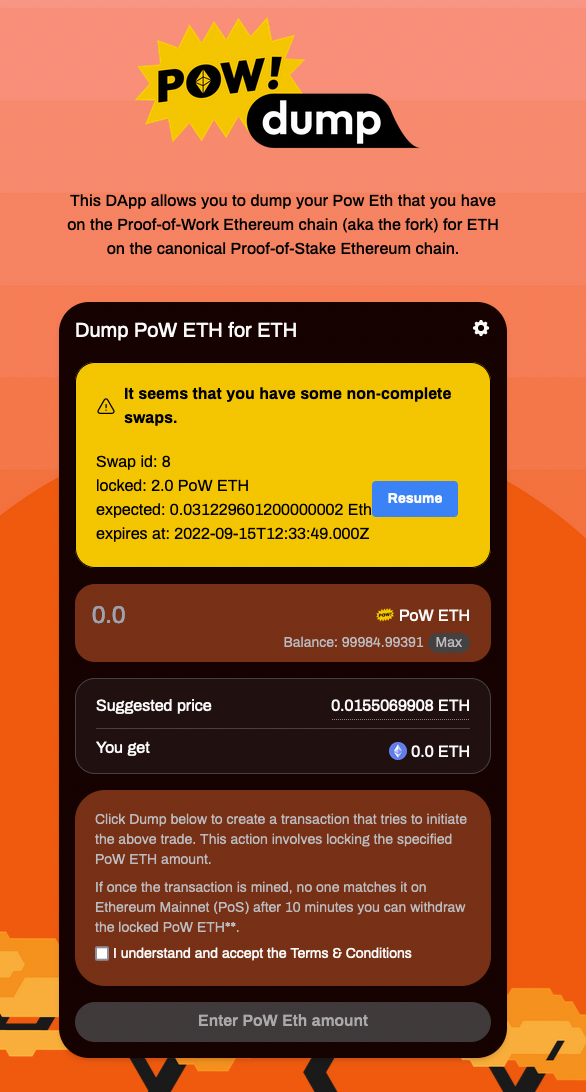 POW!
dump
This DApp allows you to dump your Pow Eth that you have
on the Proof-of-Work Ethereum chain (aka the fork) for ETH
on the canonical Proof-of-Stake Ethereum chain.
Dump PoW ETH for ETH
It seems that you have some non-complete
swaps.
Swap id: 8
locked: 2.0 PoW ETH
expected: 0.031229601200000002 Eth
Resume
expires at: 2022-09-15T12:33:49.000Z
0.0
POW! PoW ETH
Balance: 99984.99391 Max
Suggested price 0.0155069908 ETH
You get 0.0 ETH
Click Dump below to create a transaction that tries to initiate
the above trade. This action involves locking the specified
PoW ETH amount.
If once the transaction is mined, no one matches it on
Ethereum Mainnet (PoS) after 10 minutes you can withdraw
the locked PoW ETH**.
I understand and accept the Terms & Conditions
Enter PoW Eth amount